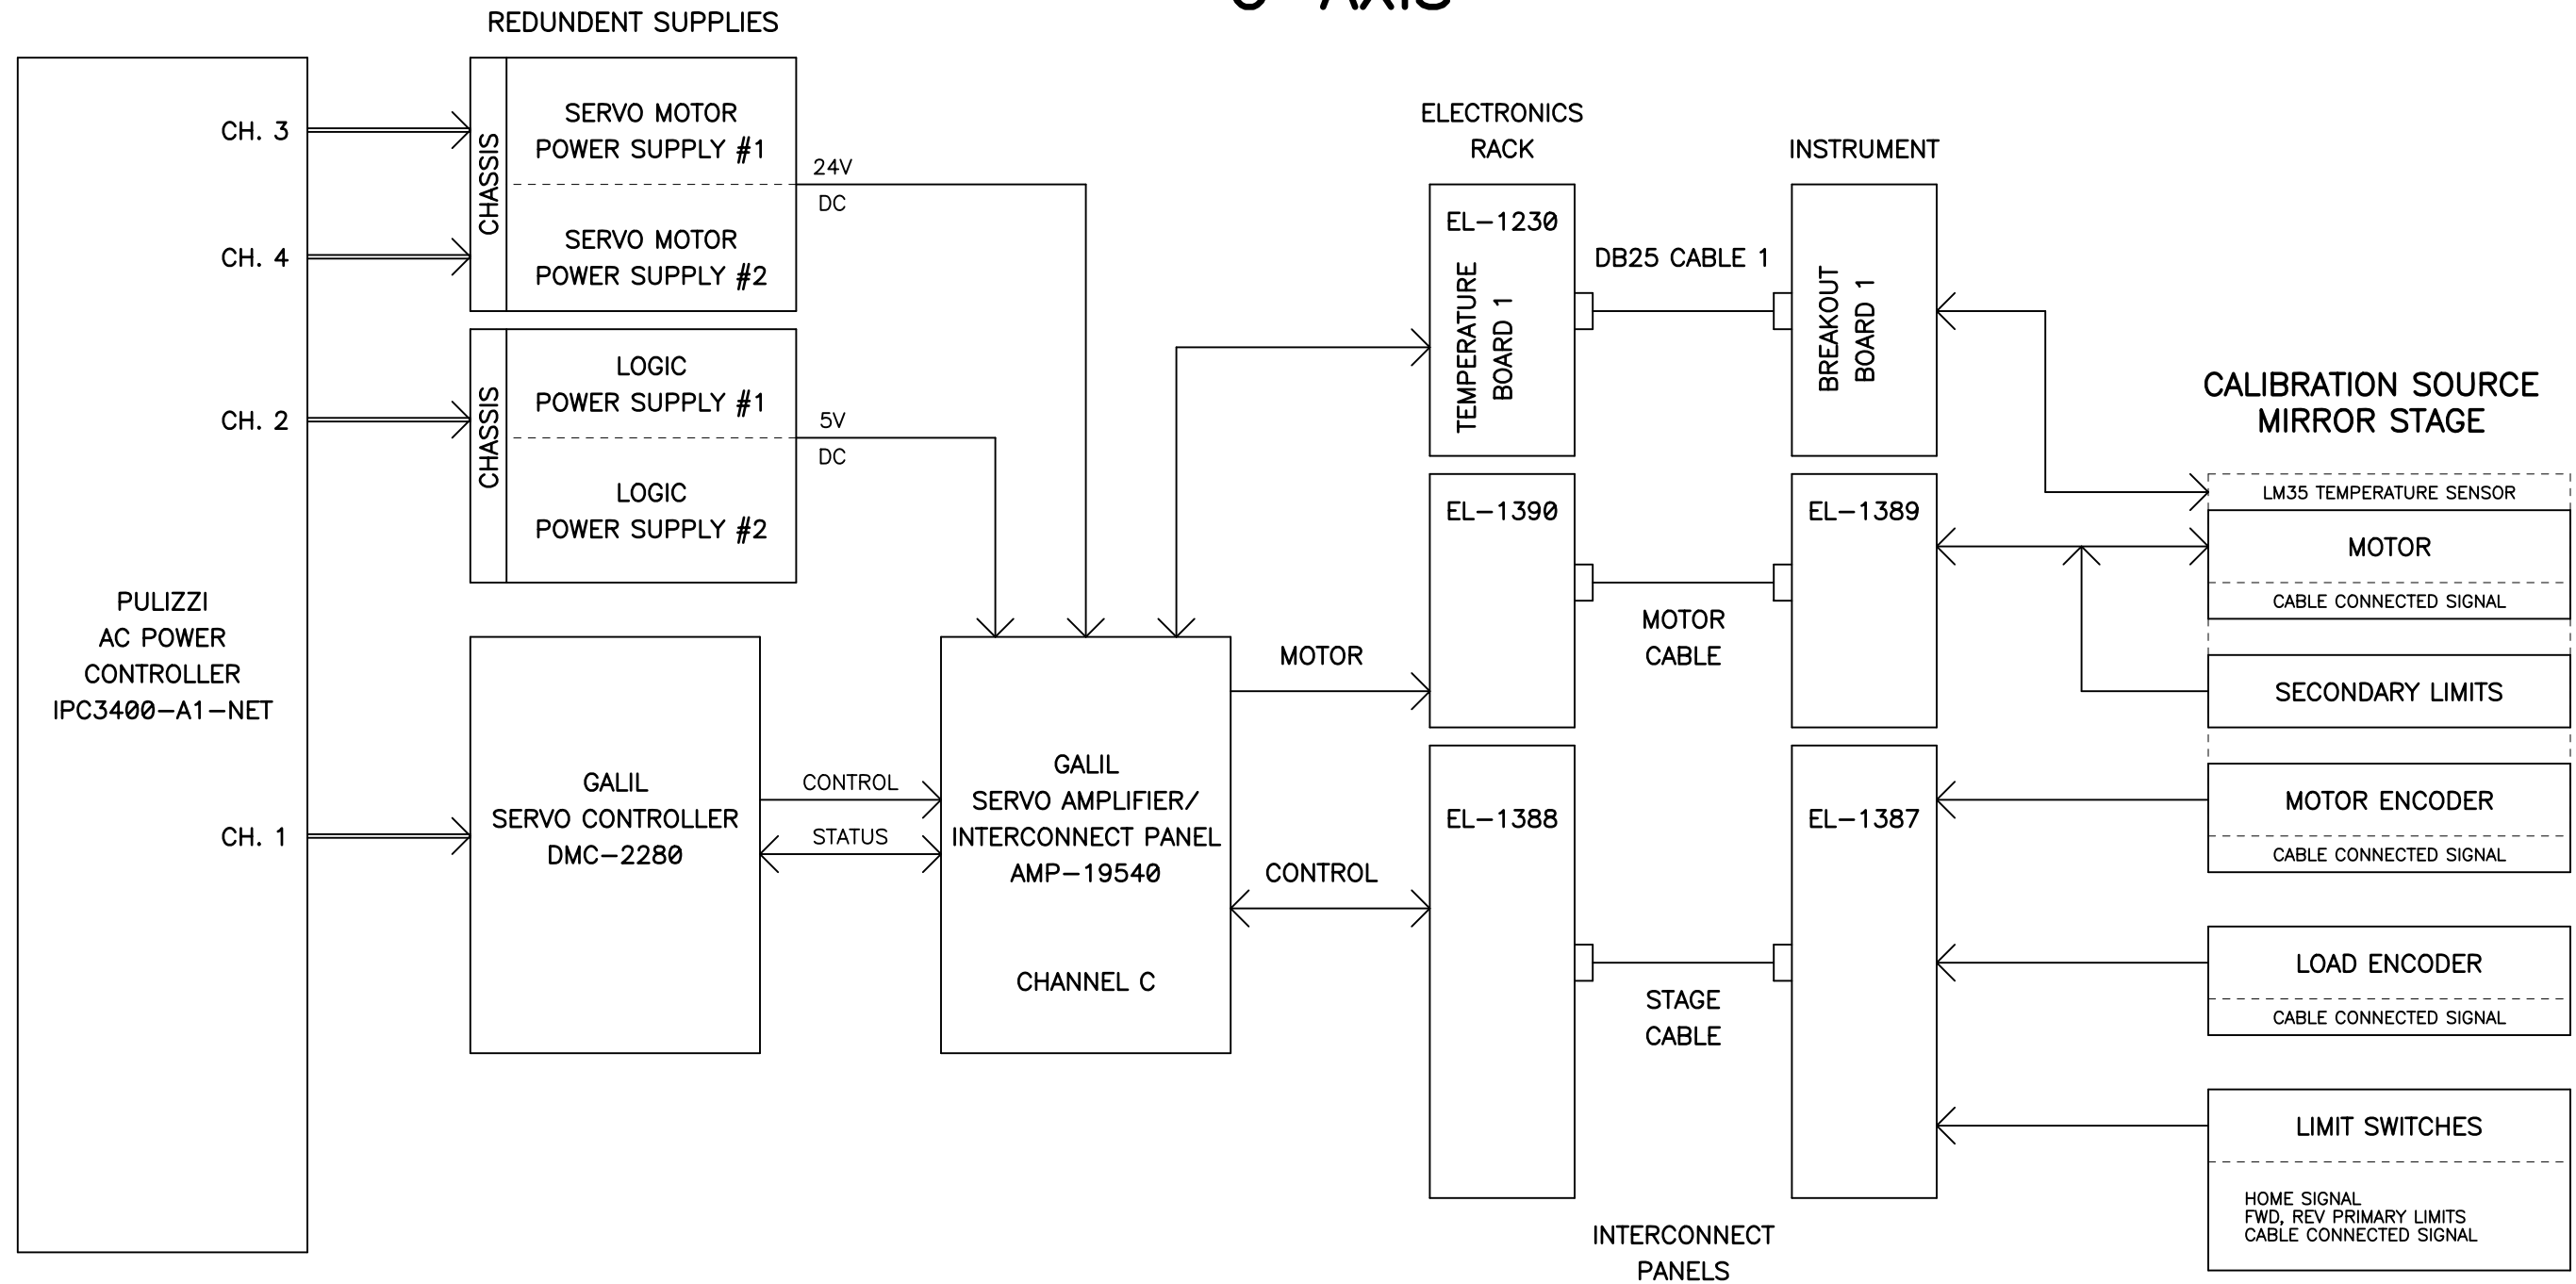 REDUNDENT SUPPLIES
CH. 3
CH. 4
CH. 2
CH. 1
PULIZZI
AC POWER
CONTROLLER
IPC3400-A1-NET
CHASSIS
SERVO MOTOR
POWER SUPPLY #1
SERVO MOTOR
POWER SUPPLY #2
24V
DC
CHASSIS
LOGIC
POWER SUPPLY #1
LOGIC
POWER SUPPLY #2
5V
DC
GALIL
SERVO CONTROLLER
DMC-2280
CONTROL
STATUS
GALIL
SERVO AMPLIFIER/
INTERCONNECT PANEL
AMP-19540
CHANNEL C
MOTOR
CONTROL
ELECTRONICS
RACK
EL-1230
TEMPERATURE
BOARD 1
DB25 CABLE 1
INSTRUMENT
BREAKOUT
BOARD 1
EL-1390
MOTOR
CABLE
EL-1389
EL-1388
STAGE
CABLE
EL-1387
INTERCONNECT
PANELS
CALIBRATION SOURCE
MIRROR STAGE
LM35 TEMPERATURE SENSOR
MOTOR
CABLE CONNECTED SIGNAL
SECONDARY LIMITS
MOTOR ENCODER
CABLE CONNECTED SIGNAL
LOAD ENCODER
CABLE CONNECTED SIGNAL
LIMIT SWITCHES
HOME SIGNAL
FWD, REV PRIMARY LIMITS
CABLE CONNECTED SIGNAL